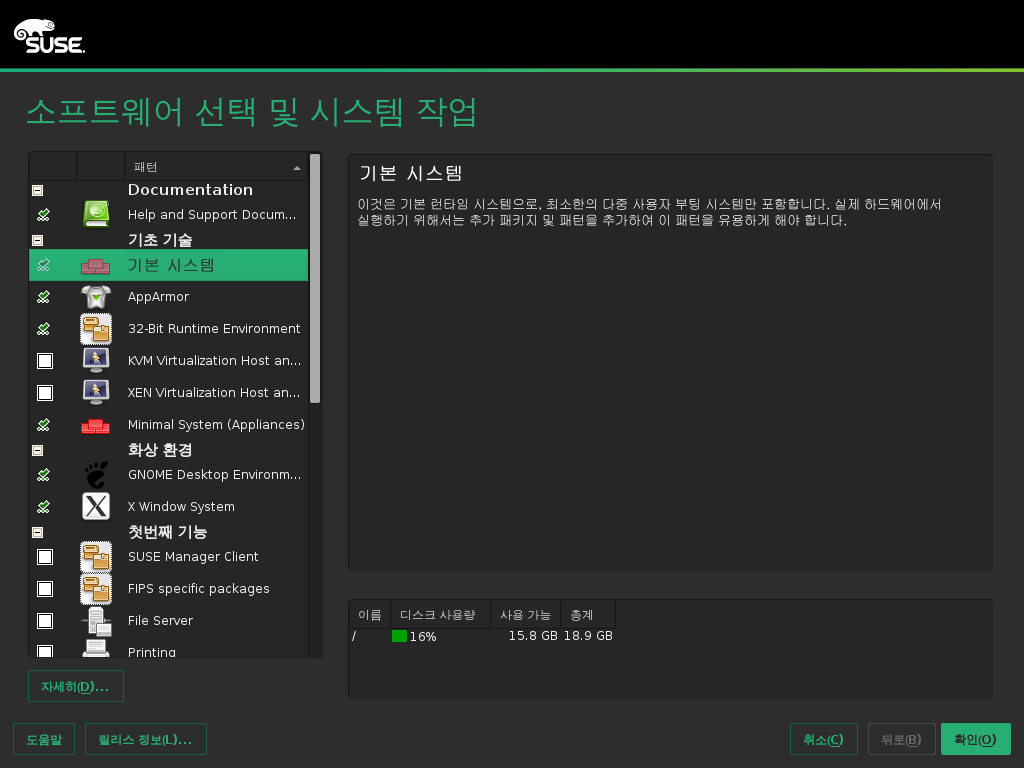 SUSE.
소프트웨어 선택 및 시스템 작업
패턴
Documentation
Help and Support Docum...
기초 기술
기본 시스템
AppArmor
32-Bit Runtime Environment
KVM Virtualization Host an...
XEN Virtualization Host an...
Minimal System (Appliances)
화상 환경
GNOME Desktop Environm...
X Window System
첫번째 기능
SUSE Manager Client
FIPS specific packages
File Server
Printing
자세히(D)...
기본 시스템
이것은 기본 런타임 시스템으로, 최소한의 다중 사용자 부팅 시스템만 포함합니다. 실제 하드웨어에서
실행하기 위해서는 추가 패키지 및 패턴을 추가하여 이 패턴을 유용하게 해야 합니다.
이름 디스크 사용량 사용 가능 총계
/ 16% 15.8 GB 18.9 GB
도움말 릴리스 정보(L)... 취소(C) 뒤로(B) 확인(O)